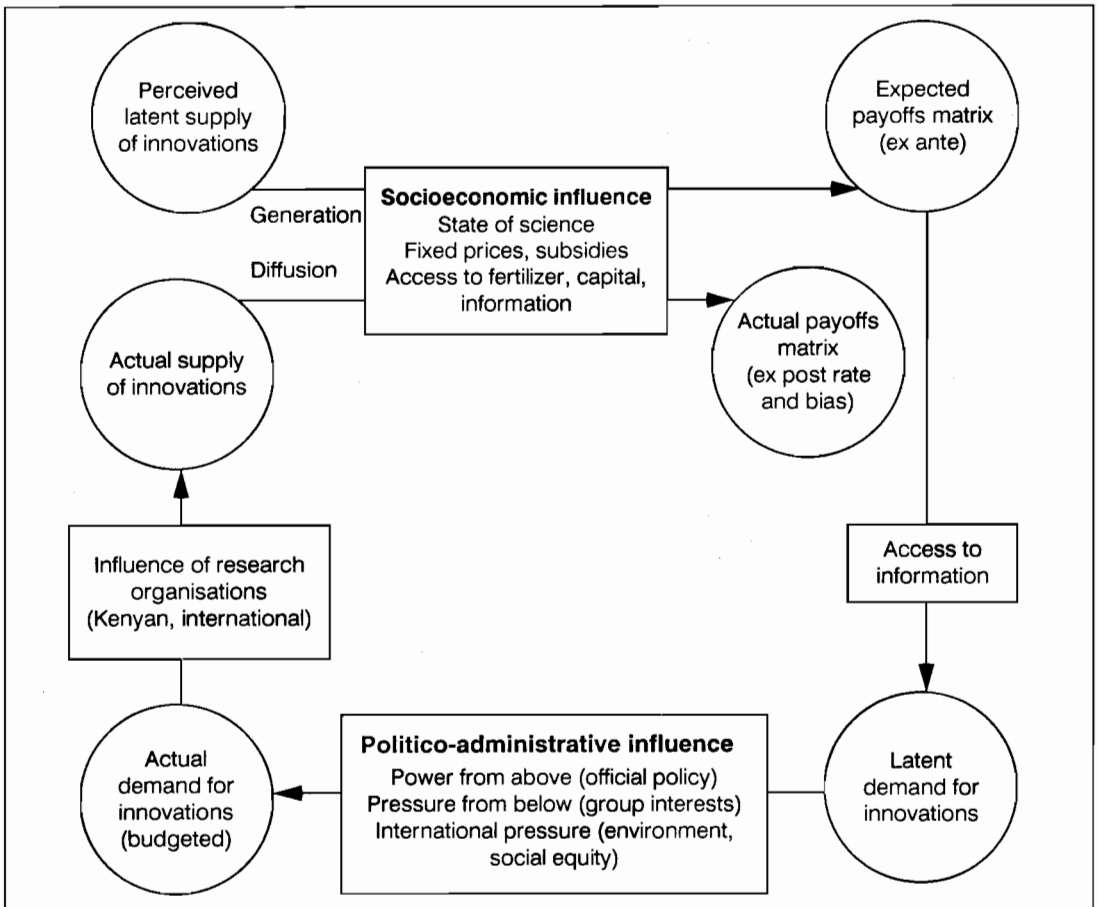 Perceived
latent supply
of innovations
Expected
payoffs matrix
(ex ante)
Generation
Diffusion
Socioeconomic influence
State of science
Fixed prices, subsidies
Access to fertilizer, capital,
information
Actual supply
of innovations
Actual payoffs
matrix
(ex post rate
and bias)
Influence of research
organisations
(Kenyan, international)
Access to
information
Actual
demand for
innovations
(budgeted)
Politico-administrative influence
Power from above (official policy)
Pressure from below (group interests)
International pressure (environment,
social equity)
Latent
demand for
innovations